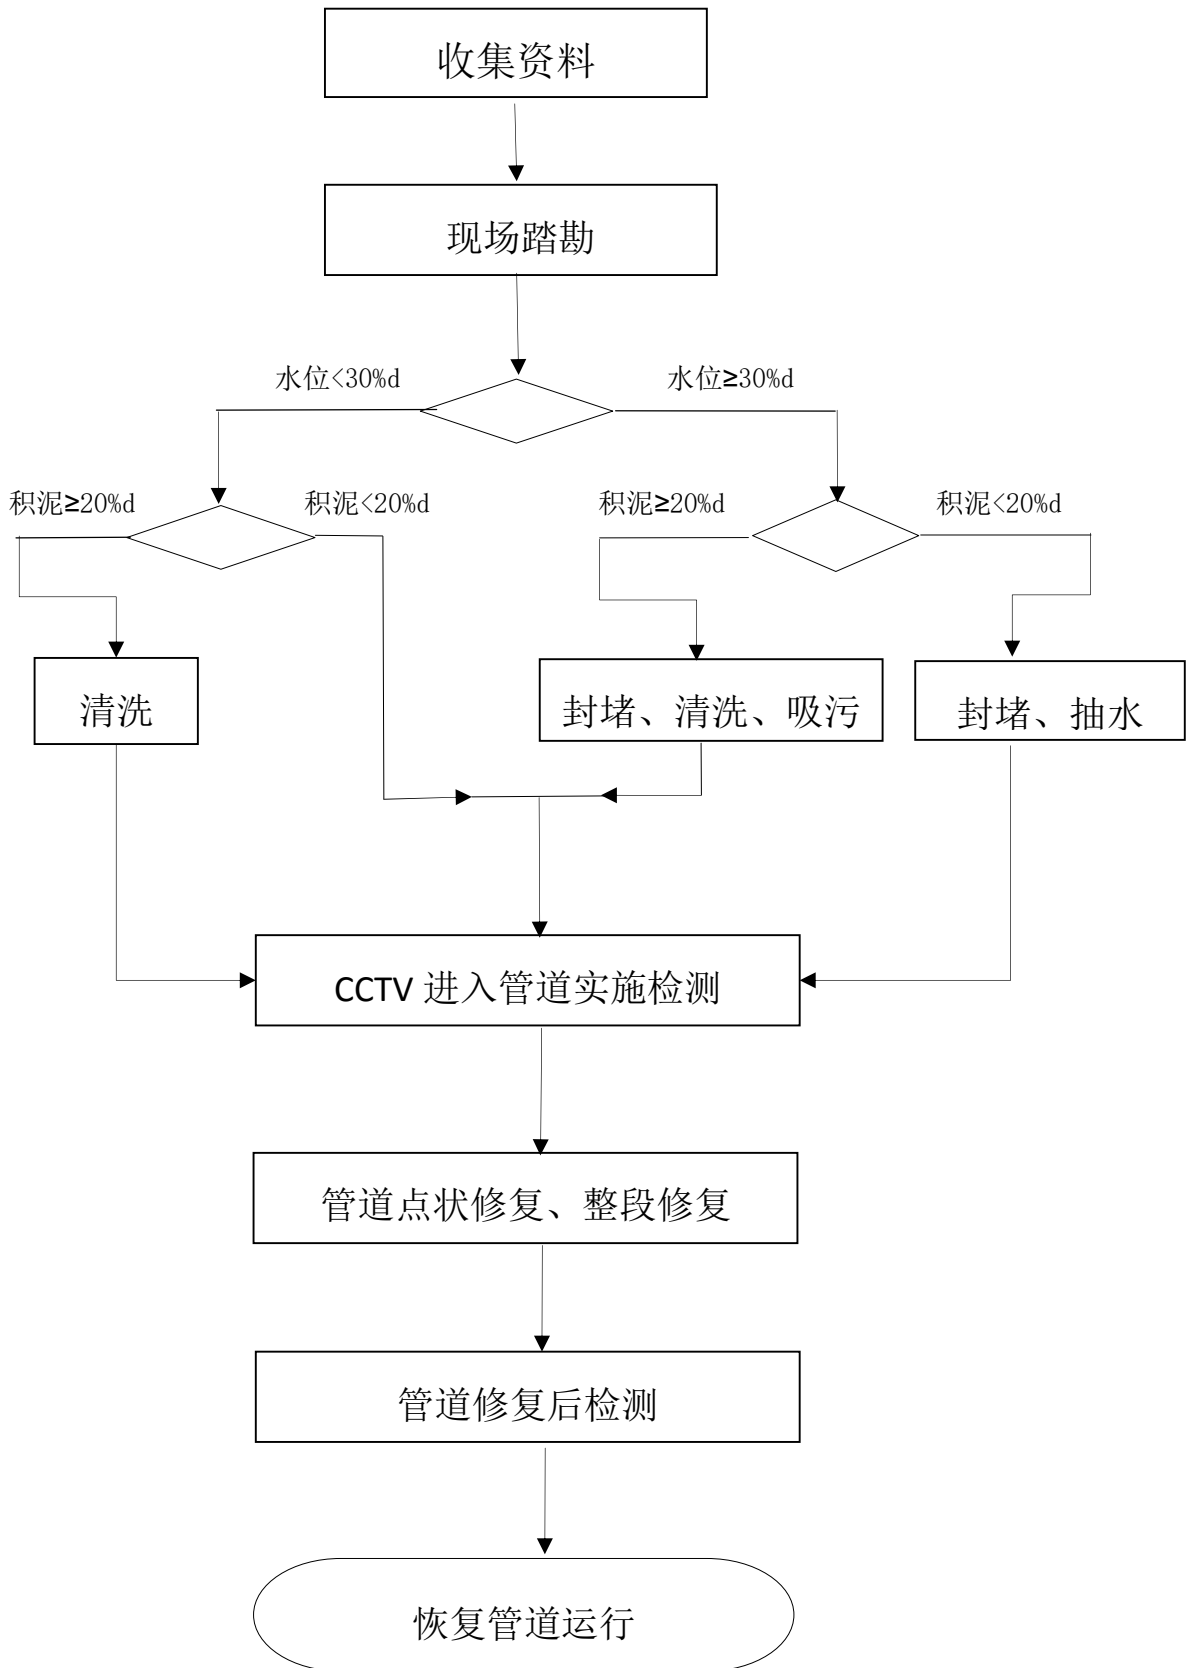 收集资料
现场踏勘
水位<30%d
水位≥30%d
积泥≥20%d
积泥<20%d
积泥≥20%d
积泥<20%d
清洗
封堵、清洗、吸污
封堵、抽水
CCTV 进入管道实施检测
管道点状修复、整段修复
管道修复后检测
恢复管道运行